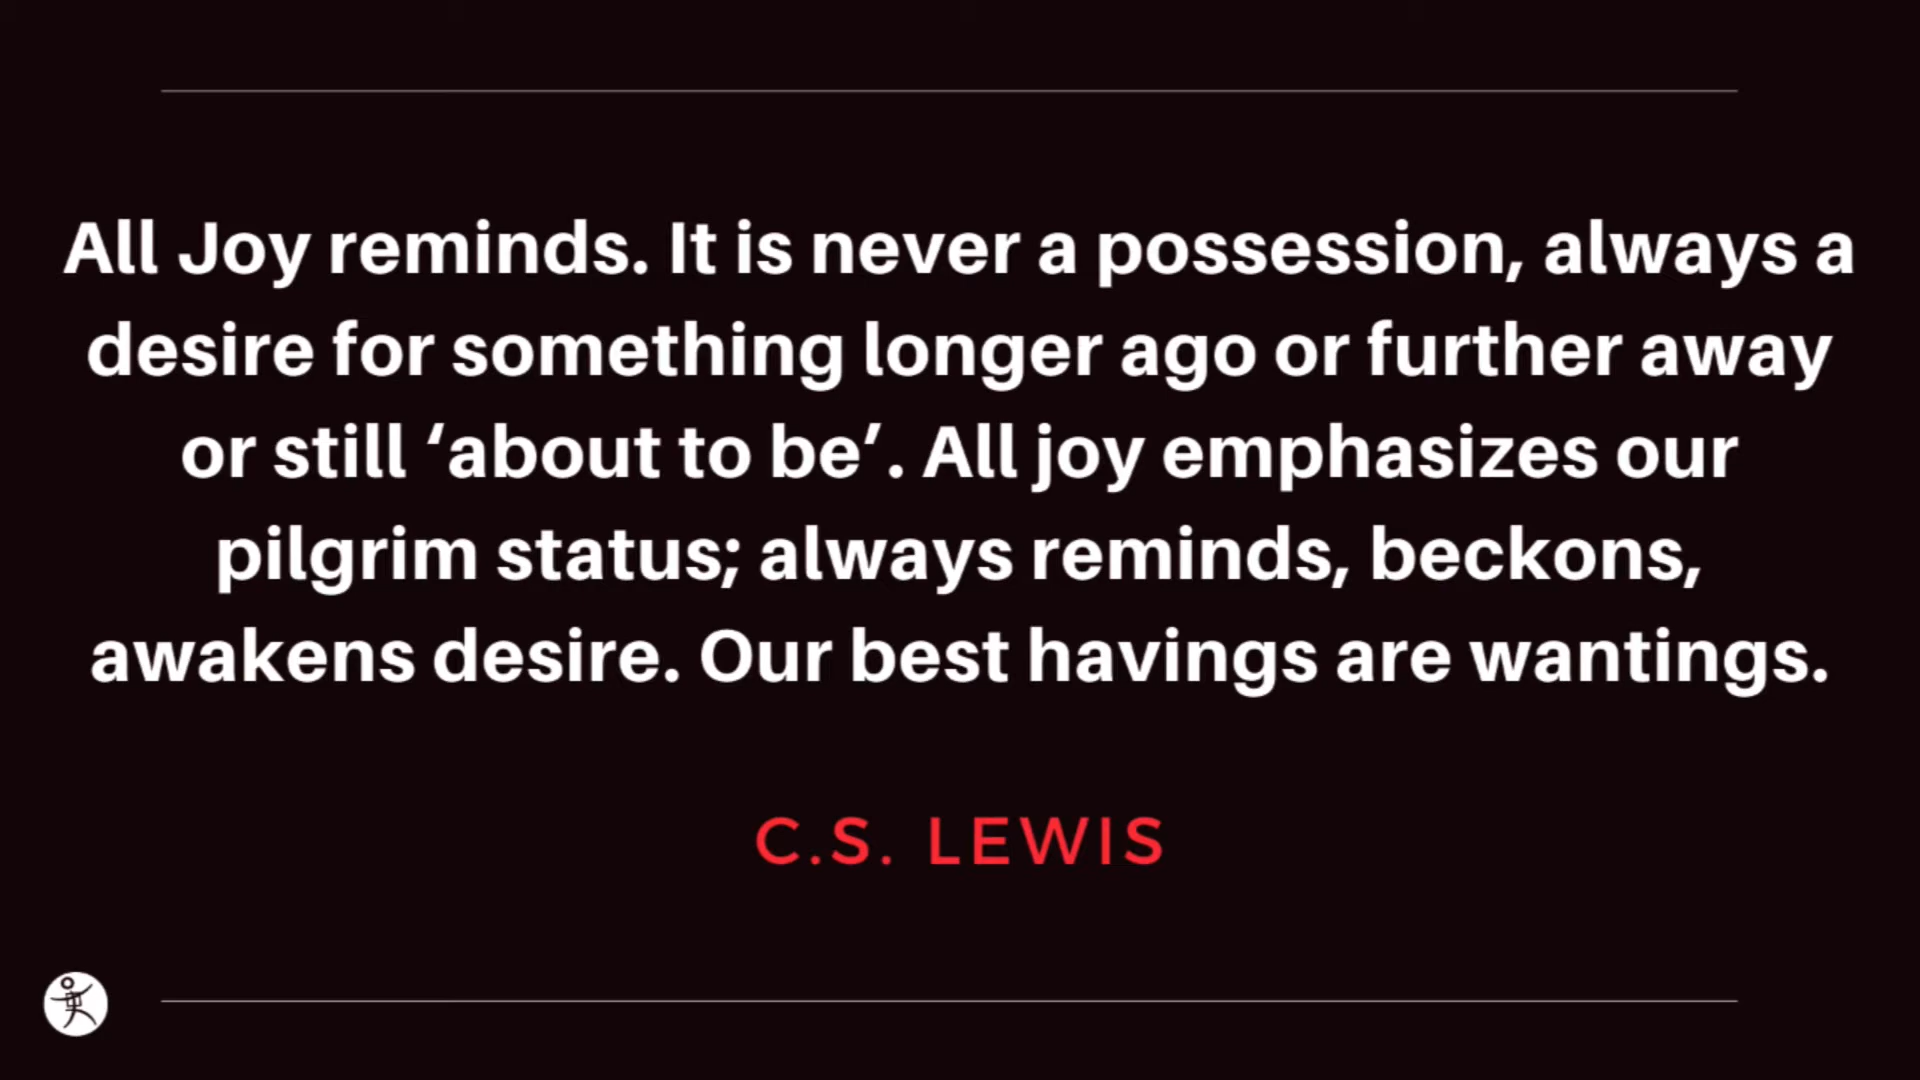 All Joy reminds. It is never a possession, always a
desire for something longer ago or further away
or still ‘about to be’. All joy emphasizes our
pilgrim status; always reminds, beckons,
awakens desire. Our best havings are wantings.
C.S. LEWIS